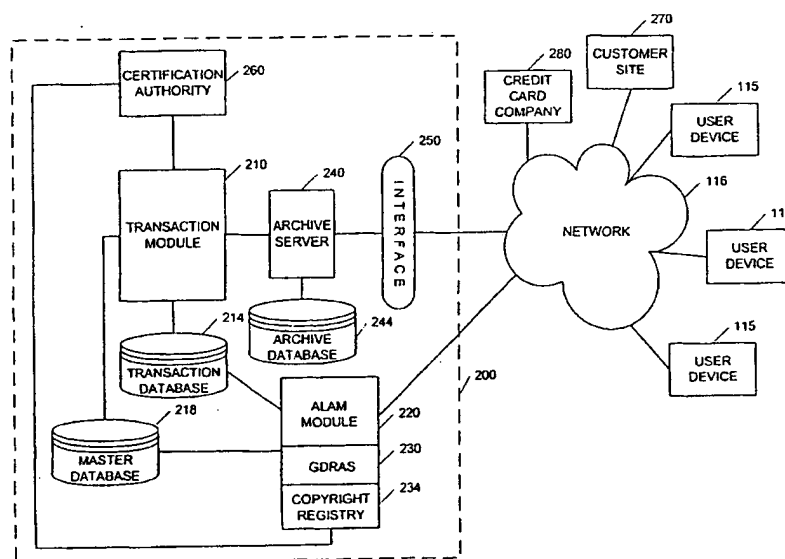 270
280
CUSTOMER
SITE
260
CERTIFICATION
AUTHORITY
CREDIT
CARD
COMPANY
115
USER
DEVICE
250
210
240
116
INTERFACE
TRANSACTION
MODULE
ARCHIVE
SERVER
NETWORK
11
USER
DEVICE
214
244
ARCHIVE
DATABASE
115
TRANSACTION
DATABASE
USER
DEVICE
218
200
ALAM
MODULE
220
MASTER
DATABASE
GDRAS
230
COPYRIGHT
REGISTRY
234